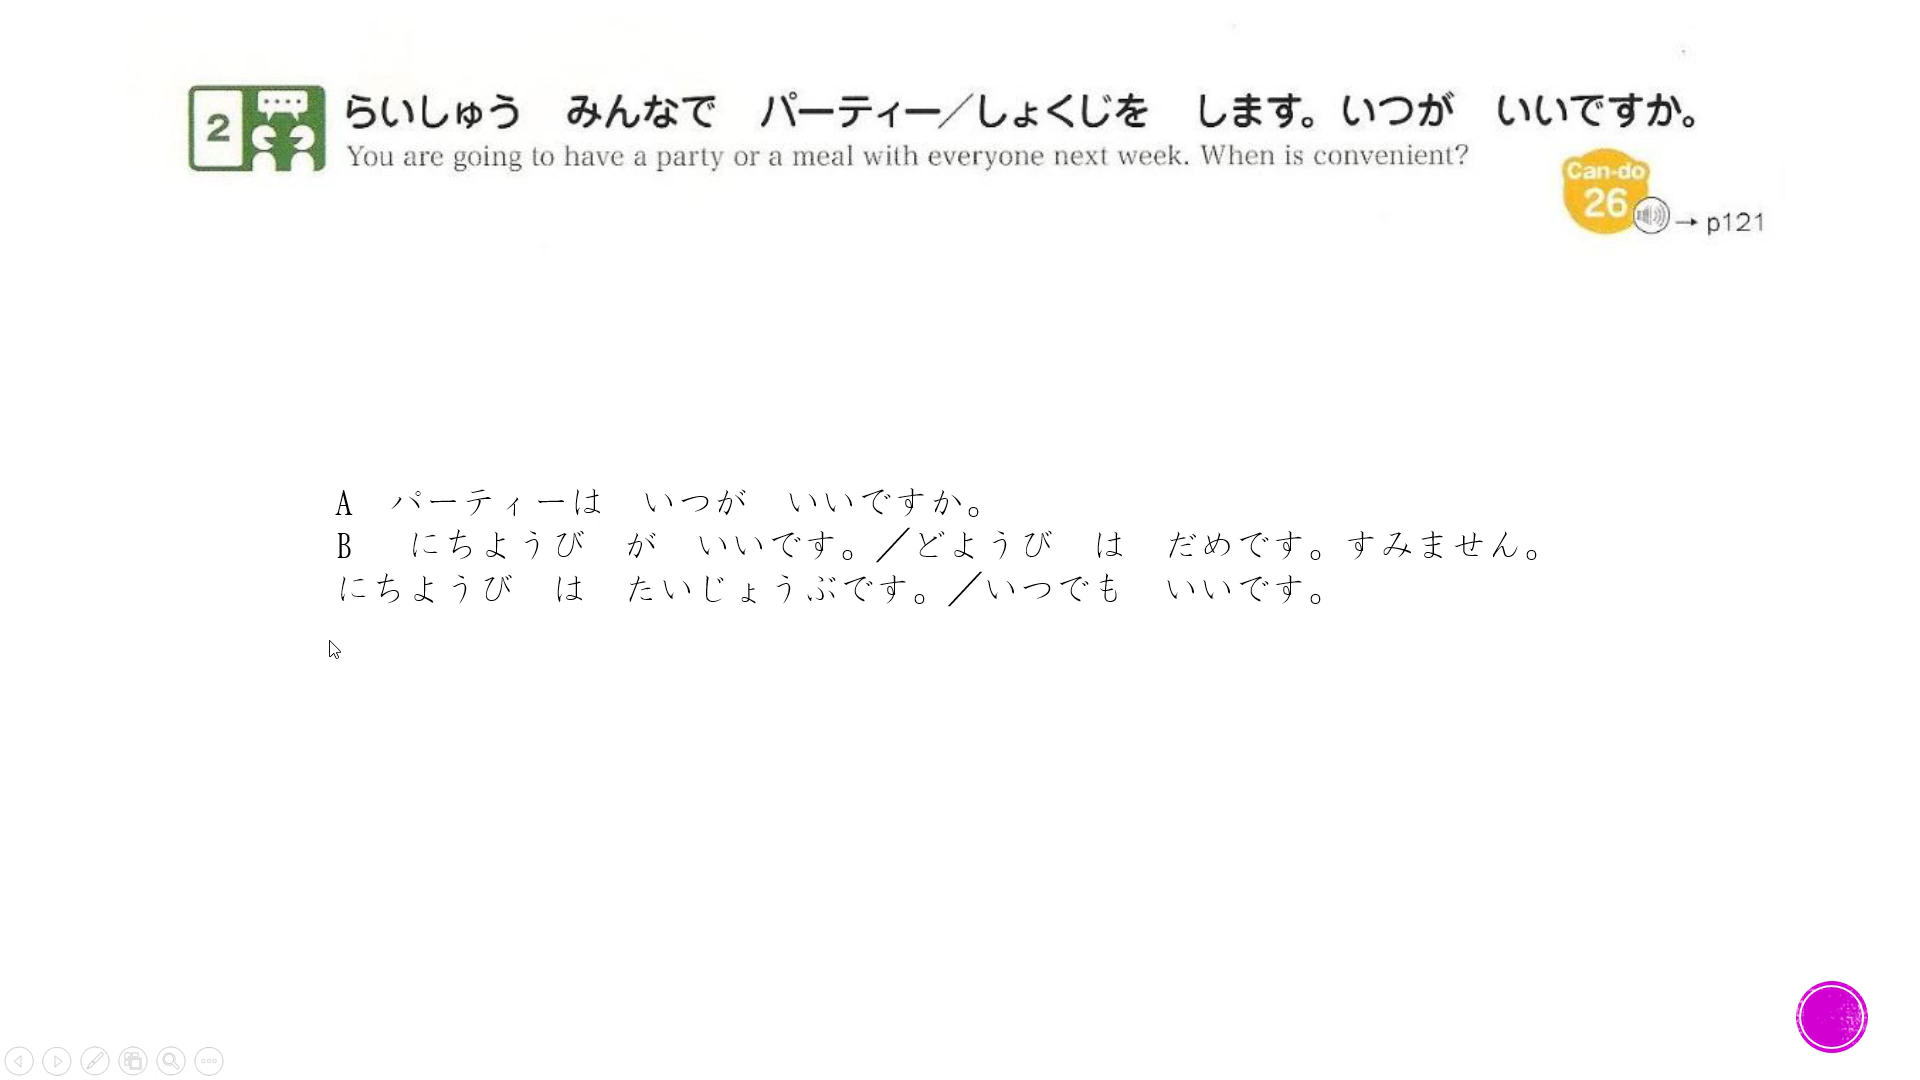 2 らいしゅう　みんなで　パーティー／しょくじを　します。いつが　いいですか。
You are going to have a party or a meal with everyone next week. When is convenient?
Can-do
26 → p121
A　パーティーは　いつが　いいですか。
B　にちようび　が　いいです。／どようび　は　だめです。すみません。
にちようび　は　たいじょうぶです。／いつでも　いいです。